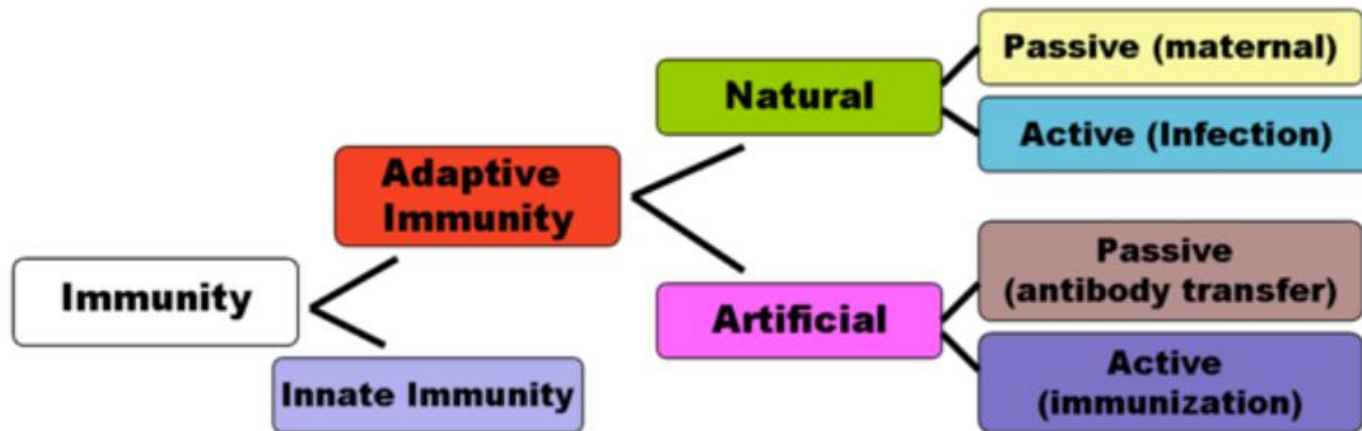 Passive (maternal)
Natural
Active (Infection)
Adaptive
Immunity
Passive
(antibody transfer)
Immunity
Artificial
Active
(immunization)
Innate Immunity